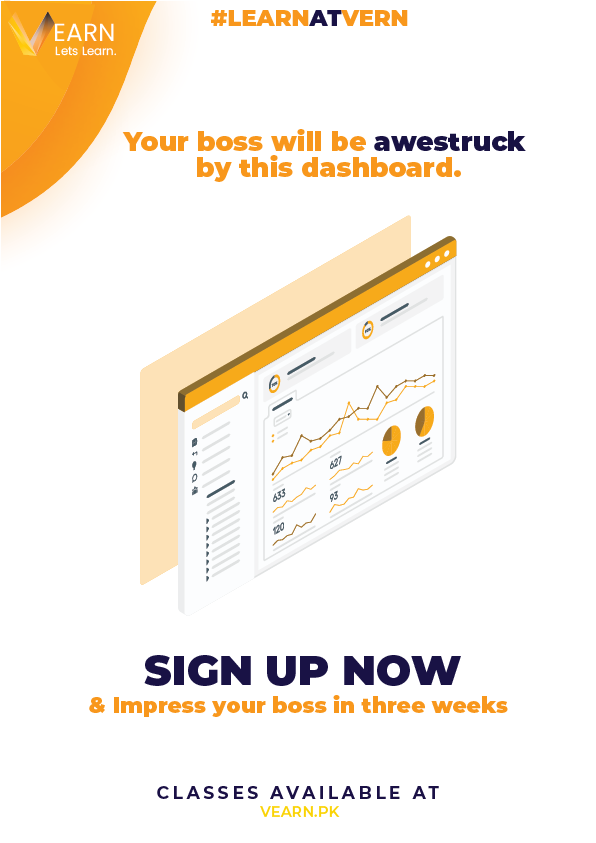 #LEARNATVERN
VEARN
Lets Learn.
Your boss will be awestruck
by this dashboard.
627
633
93
120
SIGN UP NOW
& Impress your boss in three weeks
CLASSES AVAILABLE AT
VEARN.PK